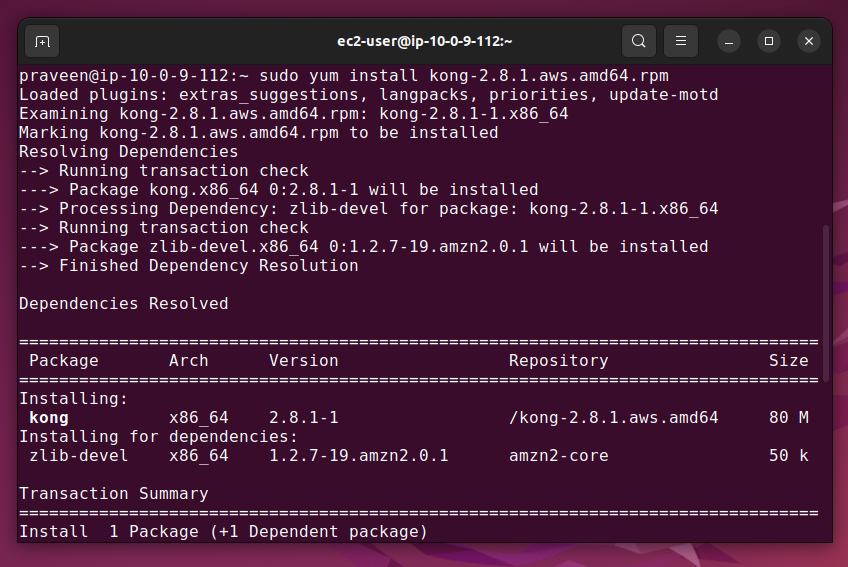 ec2-user@ip-10-0-9-112:~
praveen@ip-10-0-9-112:~ sudo yum install kong-2.8.1.aws.amd64.rpm
Loaded plugins: extras_suggestions, langpacks, priorities, update-motd
Examining kong-2.8.1.aws.amd64.rpm: kong-2.8.1-1.x86_64
Marking kong-2.8.1.aws.amd64.rpm to be installed
Resolving Dependencies
--> Running transaction check
---> Package kong.x86_64 0:2.8.1-1 will be installed
--> Processing Dependency: zlib-devel for package: kong-2.8.1-1.x86_64
--> Running transaction check
---> Package zlib-devel.x86_64 0:1.2.7-19.amzn2.0.1 will be installed
--> Finished Dependency Resolution
Dependencies Resolved
================================================================================
Package Arch Version Repository Size
================================================================================
Installing:
kong x86_64 2.8.1-1 /kong-2.8.1.aws.amd64 80 M
Installing for dependencies:
zlib-devel x86_64 1.2.7-19.amzn2.0.1 amzn2-core 50 k
Transaction Summary
================================================================================
Install 1 Package (+1 Dependent package)